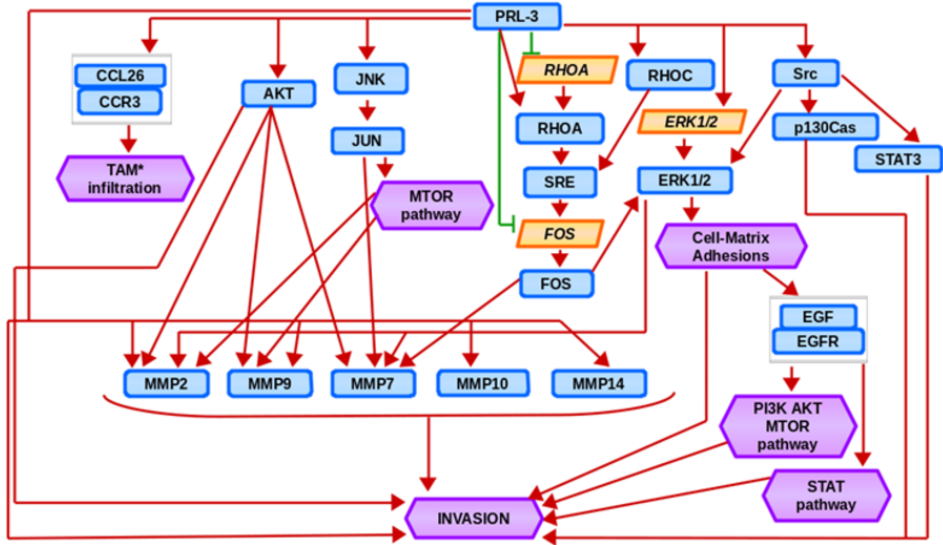 PRL-3
CCL26
CCR3
AKT
JNK
RHOA
RHOC
Src
JUN
RHOA
ERK1/2
p130Cas
STAT3
TAM*
infiltration
MTOR
pathway
SRE
ERK1/2
FOS
Cell-Matrix
Adhesions
FOS
EGF
EGFR
MMP2
MMP9
MMP7
MMP10
MMP14
PI3K AKT
MTOR
pathway
STAT
pathway
INVASION